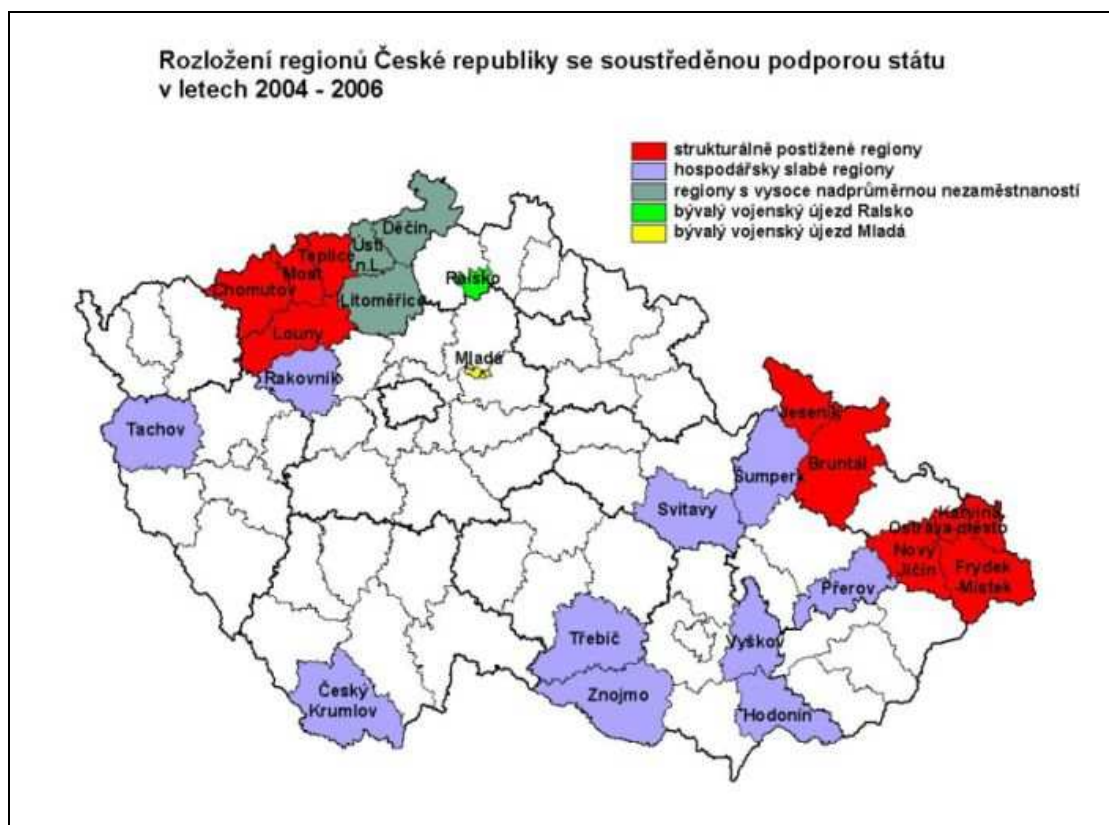 Rozložení regionů České republiky se soustředěnou podporou státu
v letech 2004 - 2006
strukturálně postižené regiony
hospodářsky slabé regiony
regiony s vysoce nadprůměrnou nezaměstnaností
bývalý vojenský újezd Ralsko
bývalý vojenský újezd Mladá
Děčín
Ústí
n.L.
Teplice
Most
Chomutov
Litoměřice
Ralsko
Louny
Mladá
Rakovník
Tachov
Jeseník
Bruntál
Šumperk
Svitavy
Karviná
Ostrava-město
Nový
Jičín
Frýdek
-Místek
Přerov
Třebíč
Vyškov
Český
Krumlov
Znojmo
Hodonín